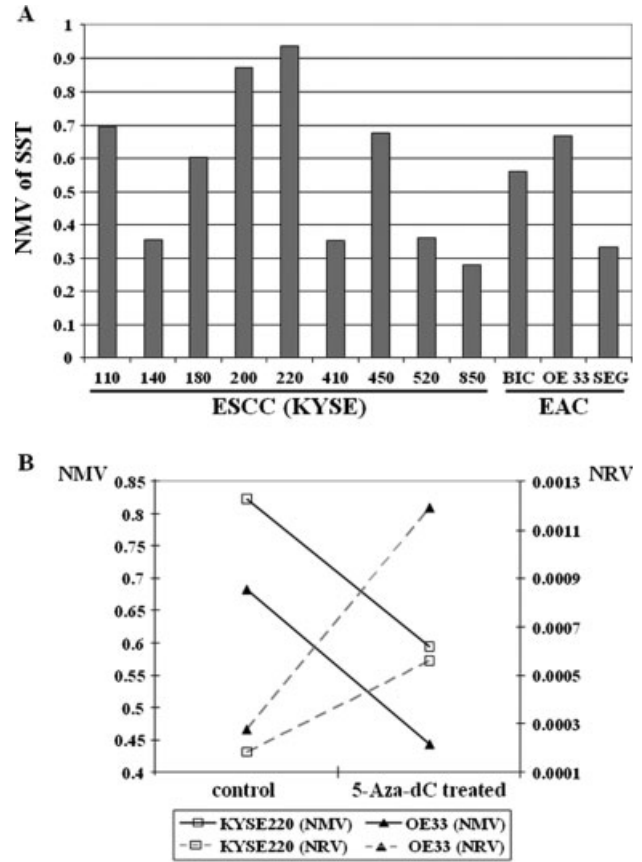 A
NMV of SST
1
0.9
0.8
0.7
0.6
0.5
0.4
0.3
0.2
0.1
0
110 140 180 200 220 410 450 520 850 BIC OE 33 SEG
ESCC (KYSE) EAC
B
NMV NRV
0.85 0.0013
0.8 0.0011
0.75 0.0009
0.7 0.0007
0.65 0.0005
0.6 0.0003
0.55 0.0001
0.5
0.45
0.4
control 5-Aza-dC treated
KYSE220 (NMV) OE33 (NMV)
KYSE220 (NRV) OE33 (NRV)